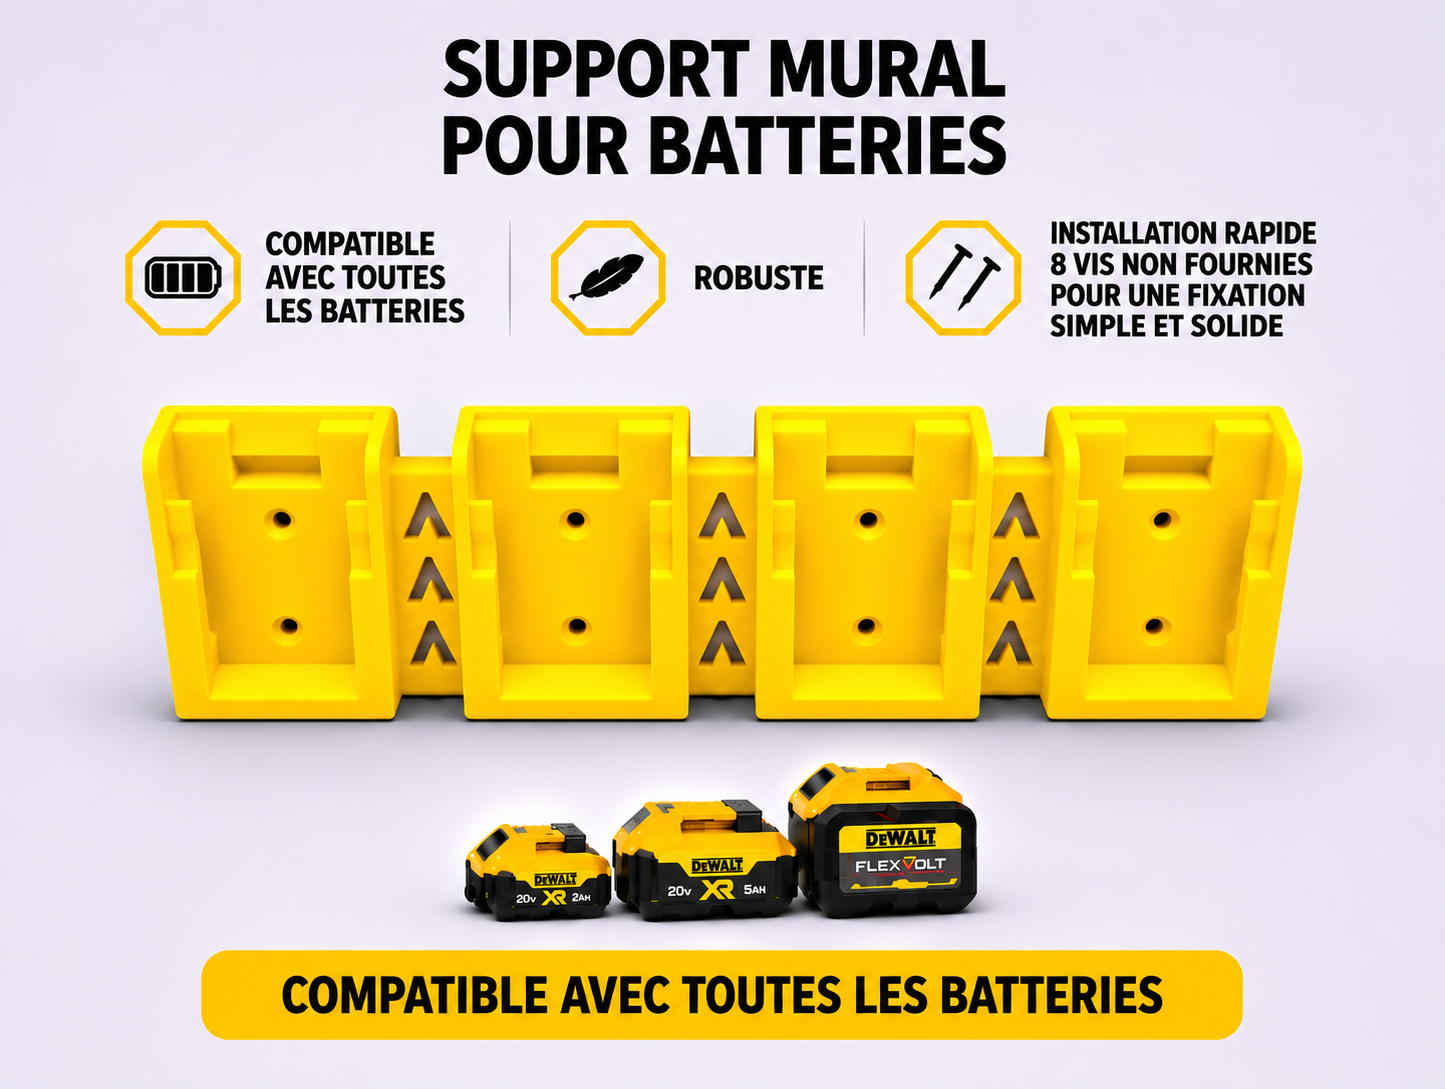 SUPPORT MURAL
POUR BATTERIES
COMPATIBLE
AVEC TOUTES
LES BATTERIES
ROBUSTE
INSTALLATION RAPIDE
8 VIS NON FOURNIES
POUR UNE FIXATION
SIMPLE ET SOLIDE
DEWALT
20V XR 2AH
DEWALT
20V XR 5AH
DEWALT
FLEXVOLT
COMPATIBLE AVEC TOUTES LES BATTERIES